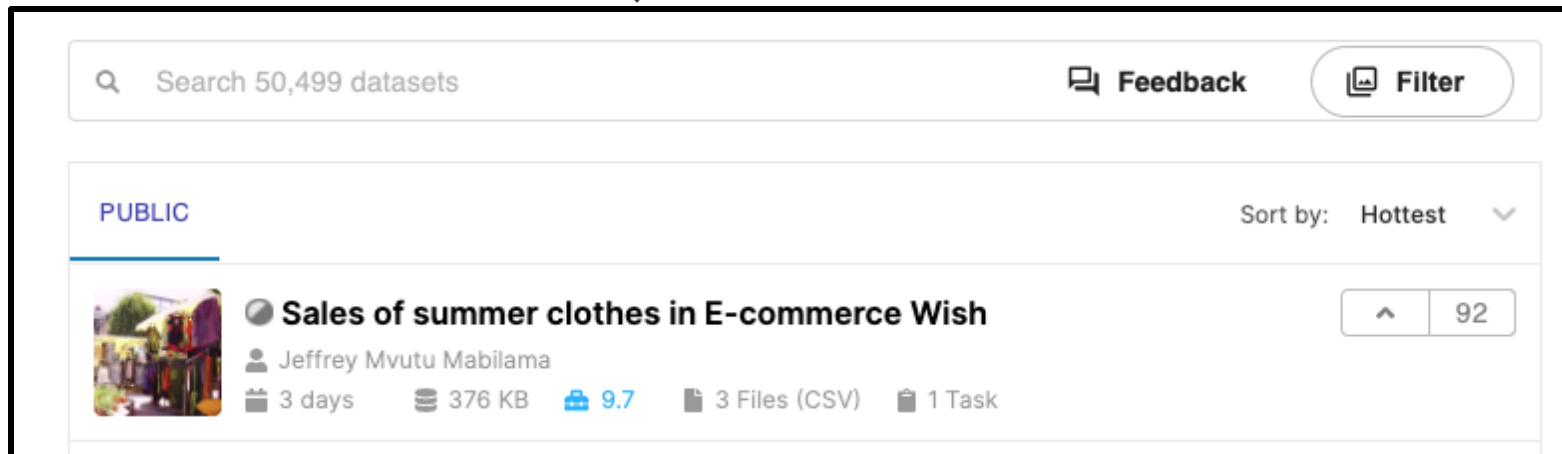 Search 50,499 datasets Feedback Filter
PUBLIC Sort by: Hottest
Sales of summer clothes in E-commerce Wish 92
Jeffrey Mvutu Mabilama
3 days 376 KB 9.7 3 Files (CSV) 1 Task